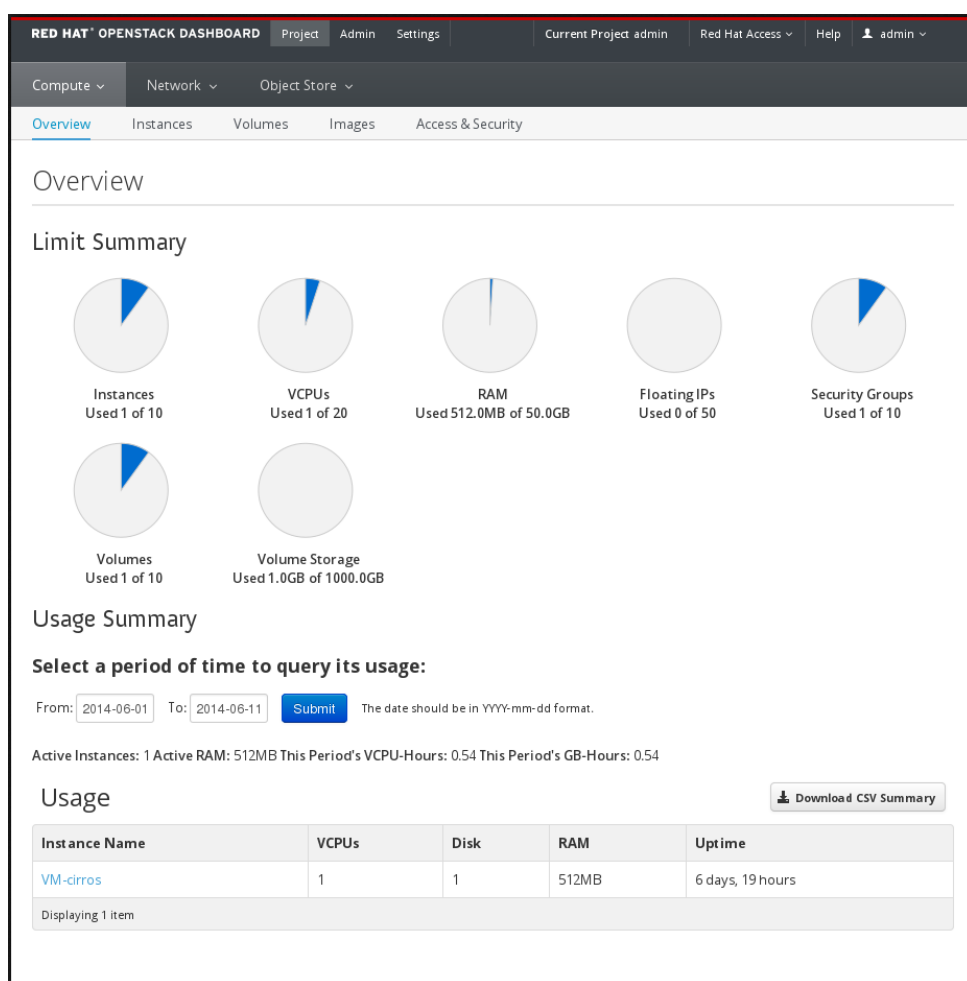 RED HAT® OPENSTACK DASHBOARD Project Admin Settings Current Project admin Red Hat Access Help admin
Compute Network Object Store
Overview Instances Volumes Images Access & Security
Overview
Limit Summary
Instances VCPUs RAM Floating IPs Security Groups
Used 1 of 10 Used 1 of 20 Used 512.0MB of 50.0GB Used 0 of 50 Used 1 of 10
Volumes Volume Storage
Used 1 of 10 Used 1.0GB of 1000.0GB
Usage Summary
Select a period of time to query its usage:
From: 2014-06-01 To: 2014-06-11 Submit The date should be in YYYY-mm-dd format.
Active Instances: 1 Active RAM: 512MB This Period's VCPU-Hours: 0.54 This Period's GB-Hours: 0.54
Usage Download CSV Summary
Instance Name VCPUs Disk RAM Uptime
VM-cirros 1 1 512MB 6 days, 19 hours
Displaying 1 item